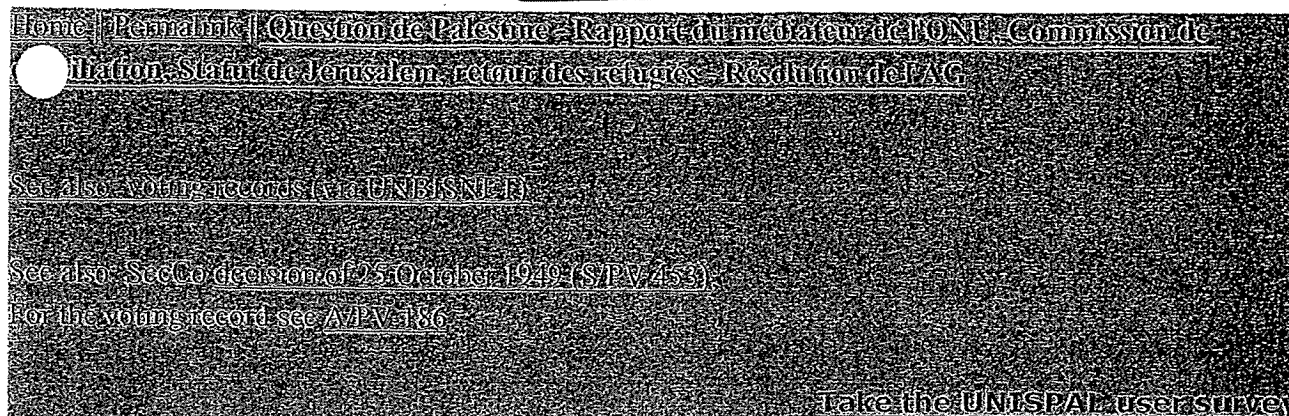 Home | Permalink | Question de Palestine - Rapport du médiateur de l'ONU, Commission de
iliation, Statut de Jérusalem, retour des réfugiés - Résolution de l'AG
See also: voting records (via UNBISNET)
See also: SecCo decision of 25 October 1949 (S/PV.453),
For the voting record see A/PV.186
Take the UNISPAL user survey